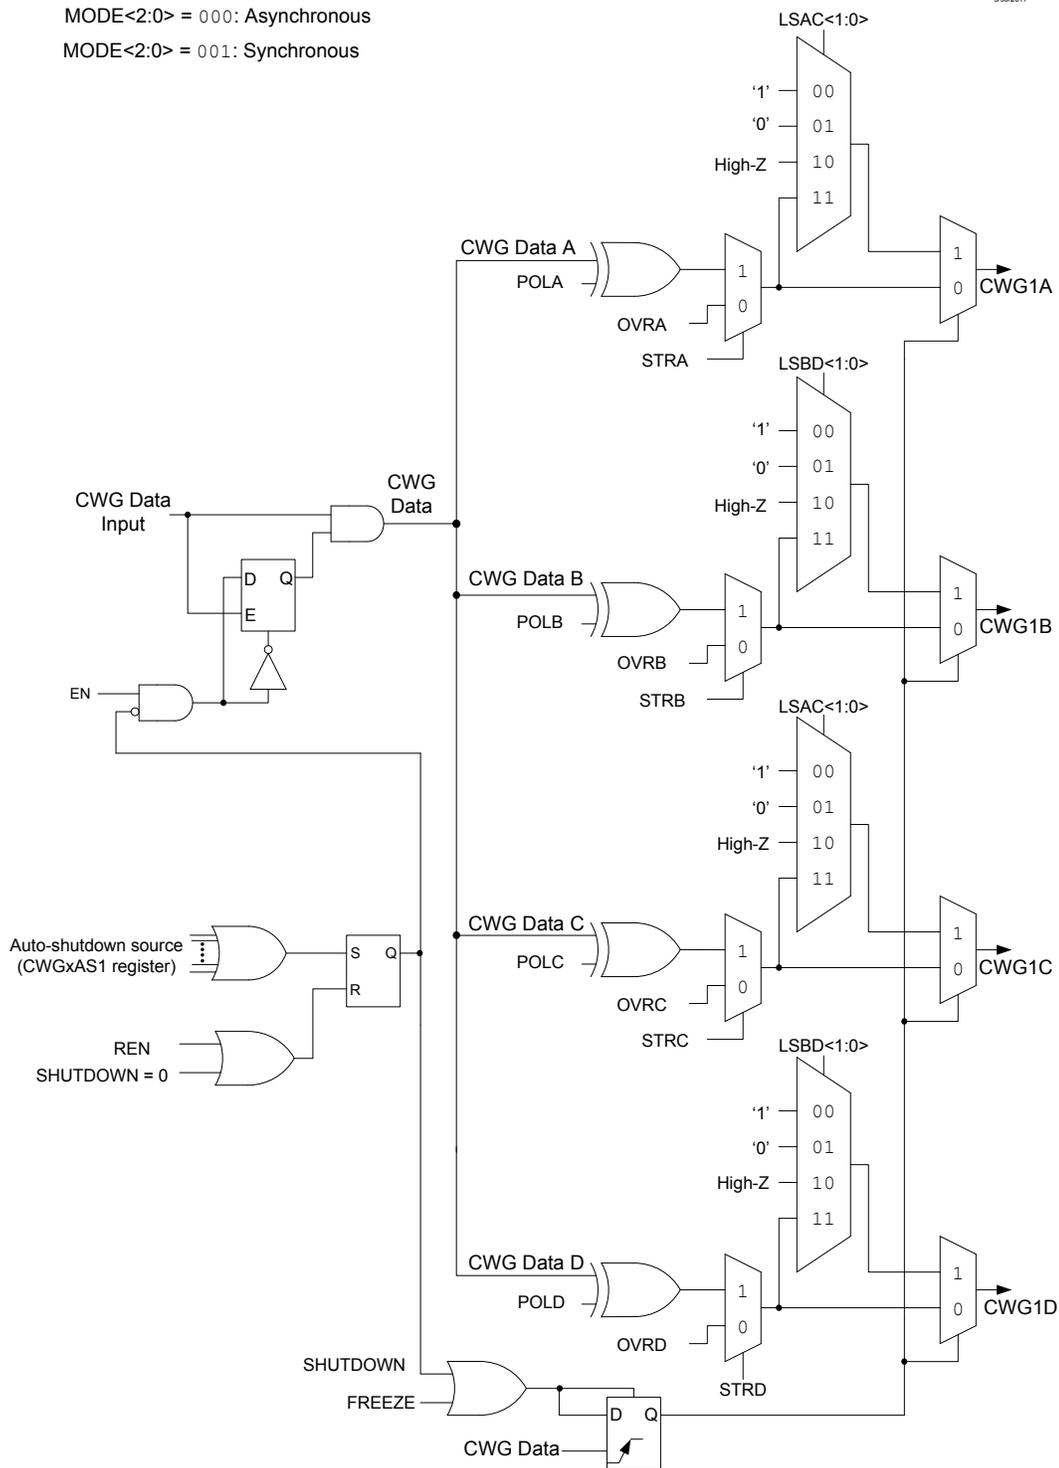 MODE<2:0> = 000: Asynchronous
MODE<2:0> = 001: Synchronous
LSAC<1:0>
'1' 00
'0' 01
High-Z 10
11
CWG Data A
POLA
1
0
OVRA
STRA
1
0
CWG1A
LSBD<1:0>
'1' 00
'0' 01
High-Z 10
11
CWG Data
Input
CWG
Data
D Q
E
EN
CWG Data B
POLB
1
0
OVRB
STRB
1
0
CWG1B
LSAC<1:0>
'1' 00
'0' 01
High-Z 10
11
Auto-shutdown source
(CWGxAS1 register)
S Q
R
REN
SHUTDOWN = 0
CWG Data C
POLC
1
0
OVRC
STRC
1
0
CWG1C
LSBD<1:0>
'1' 00
'0' 01
High-Z 10
11
CWG Data D
POLD
1
0
OVRD
STRD
1
0
CWG1D
SHUTDOWN
FREEZE
D Q
CWG Data